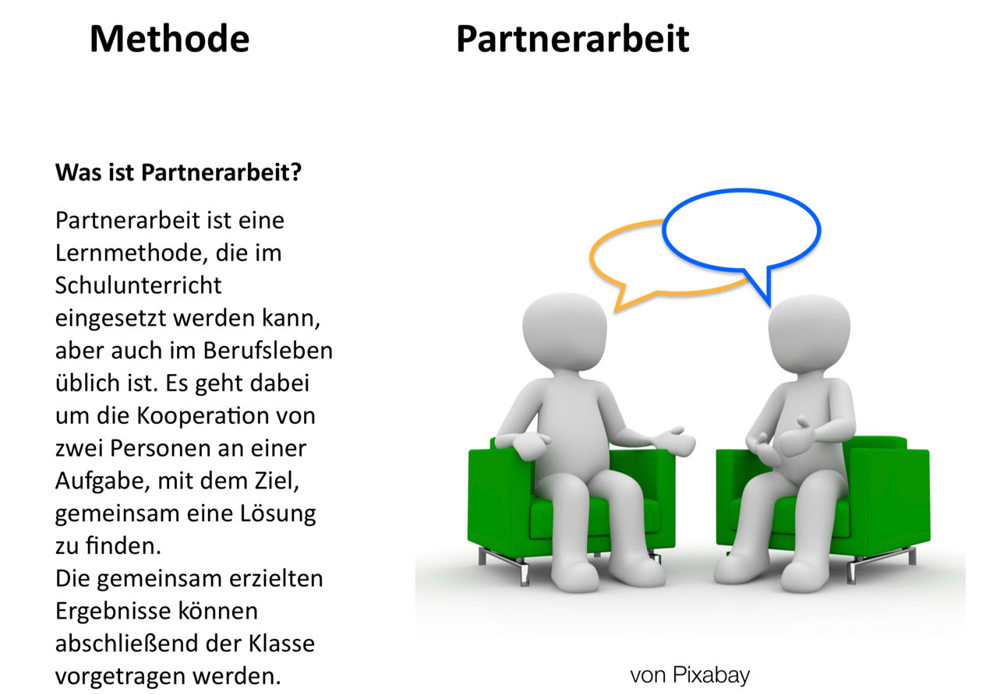 Methode
Partnerarbeit
Was ist Partnerarbeit?
Partnerarbeit ist eine
Lernmethode, die im
Schulunterricht
eingesetzt werden kann,
aber auch im Berufsleben
üblich ist. Es geht dabei
um die Kooperation von
zwei Personen an einer
Aufgabe, mit dem Ziel,
gemeinsam eine Lösung
zu finden.
Die gemeinsam erzielten
Ergebnisse können
abschließend der Klasse
vorgetragen werden.
von Pixabay